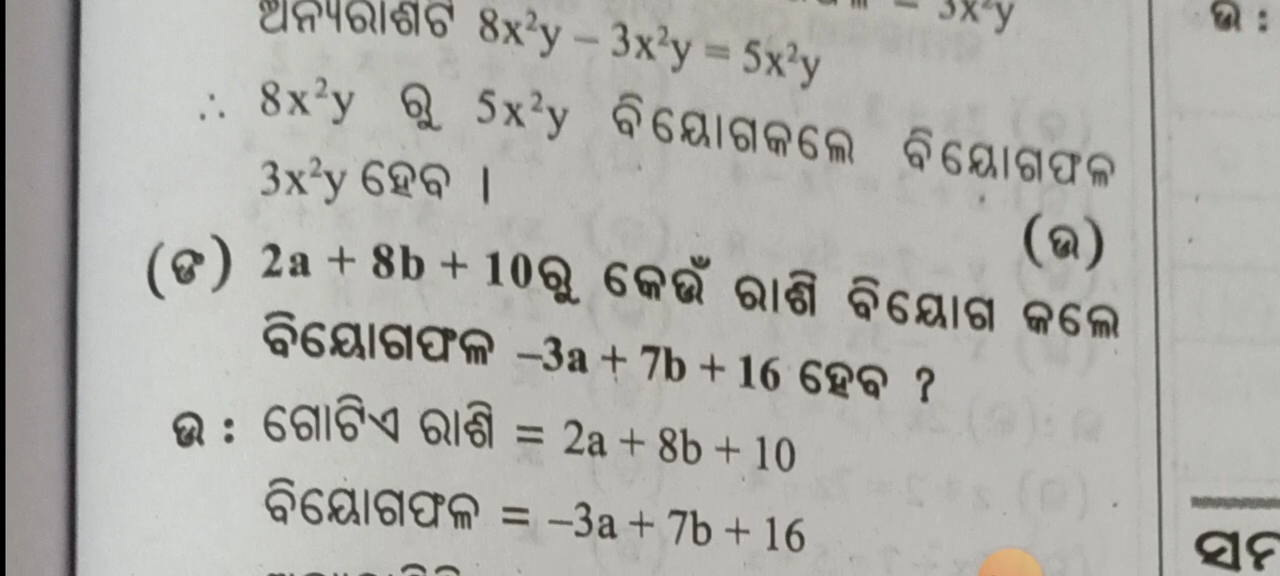 ଅନ୍ୟରାଶିଟି 8x²y – 3x²y = 5x²y
∴ 8x²y ରୁ 5x²y ବିୟୋଗକଲେ ବିୟୋଗଫଳ
3x²y ହେବ ।
(ଉ)
(ଙ) 2a + 8b + 10ରୁ କେଉଁ ରାଶି ବିୟୋଗ କଲେ
ବିୟୋଗଫଳ –3a + 7b + 16 ହେବ ?
ଉ : ଗୋଟିଏ ରାଶି = 2a + 8b + 10
ବିୟୋଗଫଳ = –3a + 7b + 16
ଉ :